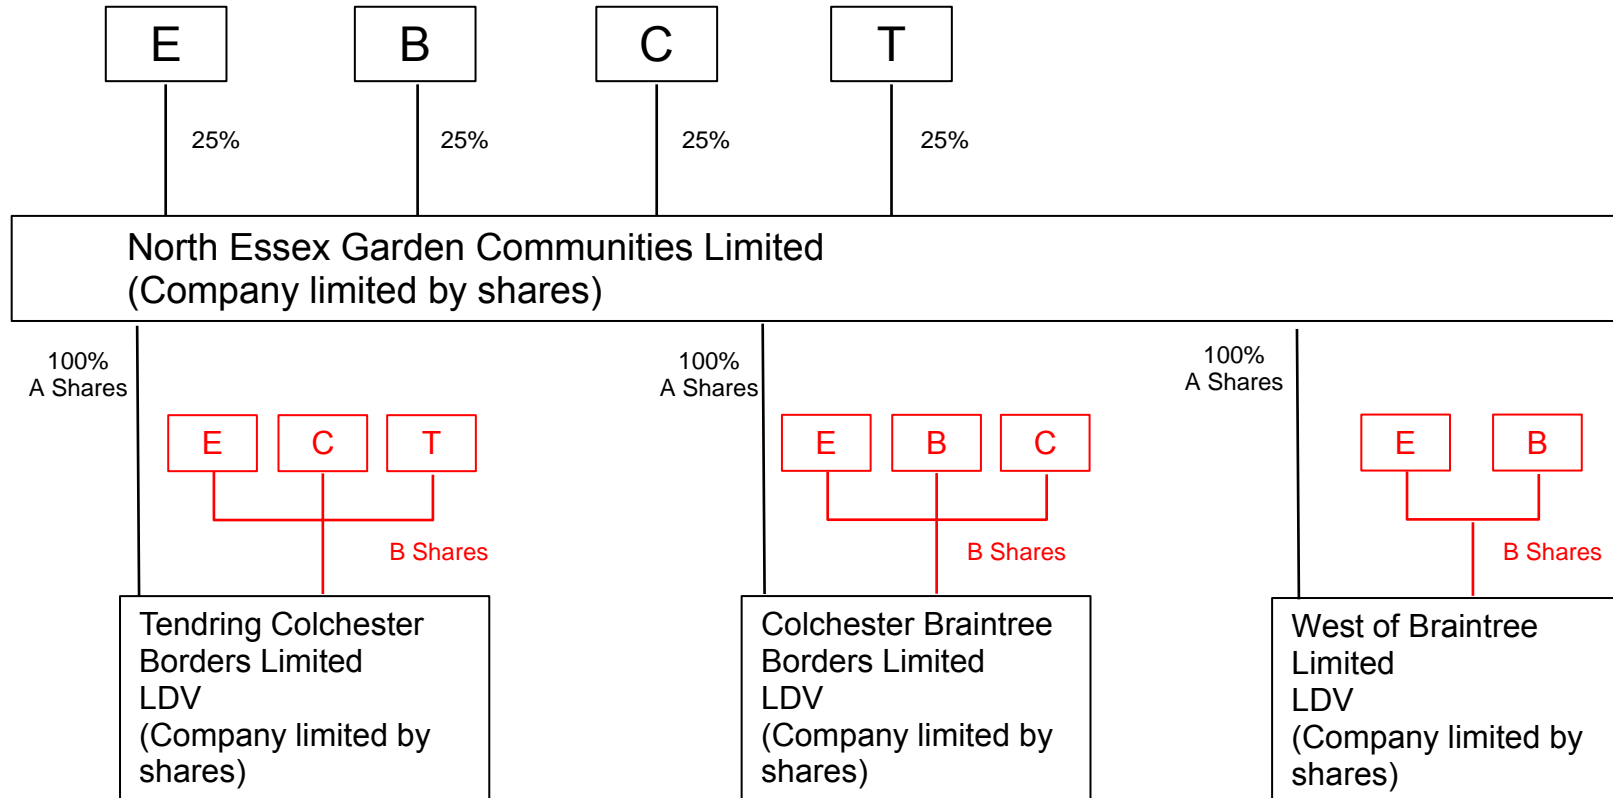 E
B
C
T
25%
25%
25%
25%
North Essex Garden Communities Limited
(Company limited by shares)
100%
A Shares
100%
A Shares
100%
A Shares
E
C
T
E
B
C
E
B
B Shares
B Shares
B Shares
Tendring Colchester
Borders Limited
LDV
(Company limited by
shares)
Colchester Braintree
Borders Limited
LDV
(Company limited by
shares)
West of Braintree
Limited
LDV
(Company limited by
shares)